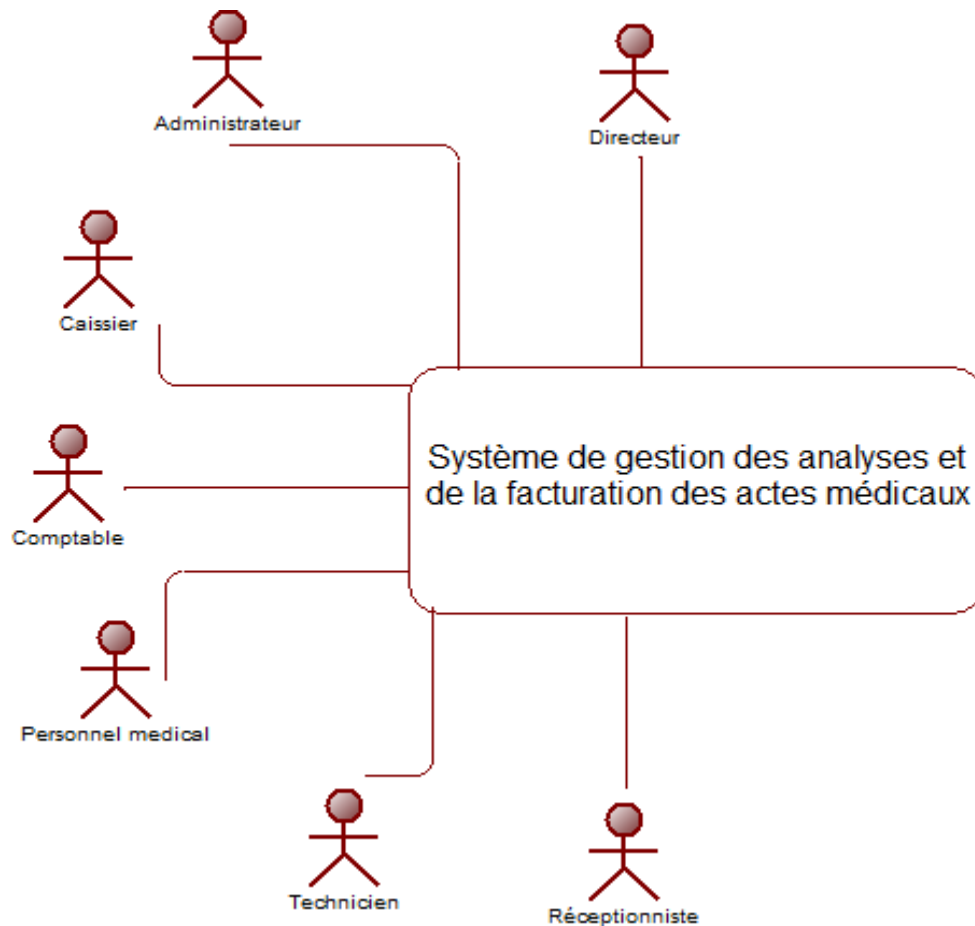 Administrateur
Directeur
Caissier
Système de gestion des analyses et
de la facturation des actes médicaux
Comptable
Personnel medical
Technicien
Réceptionniste